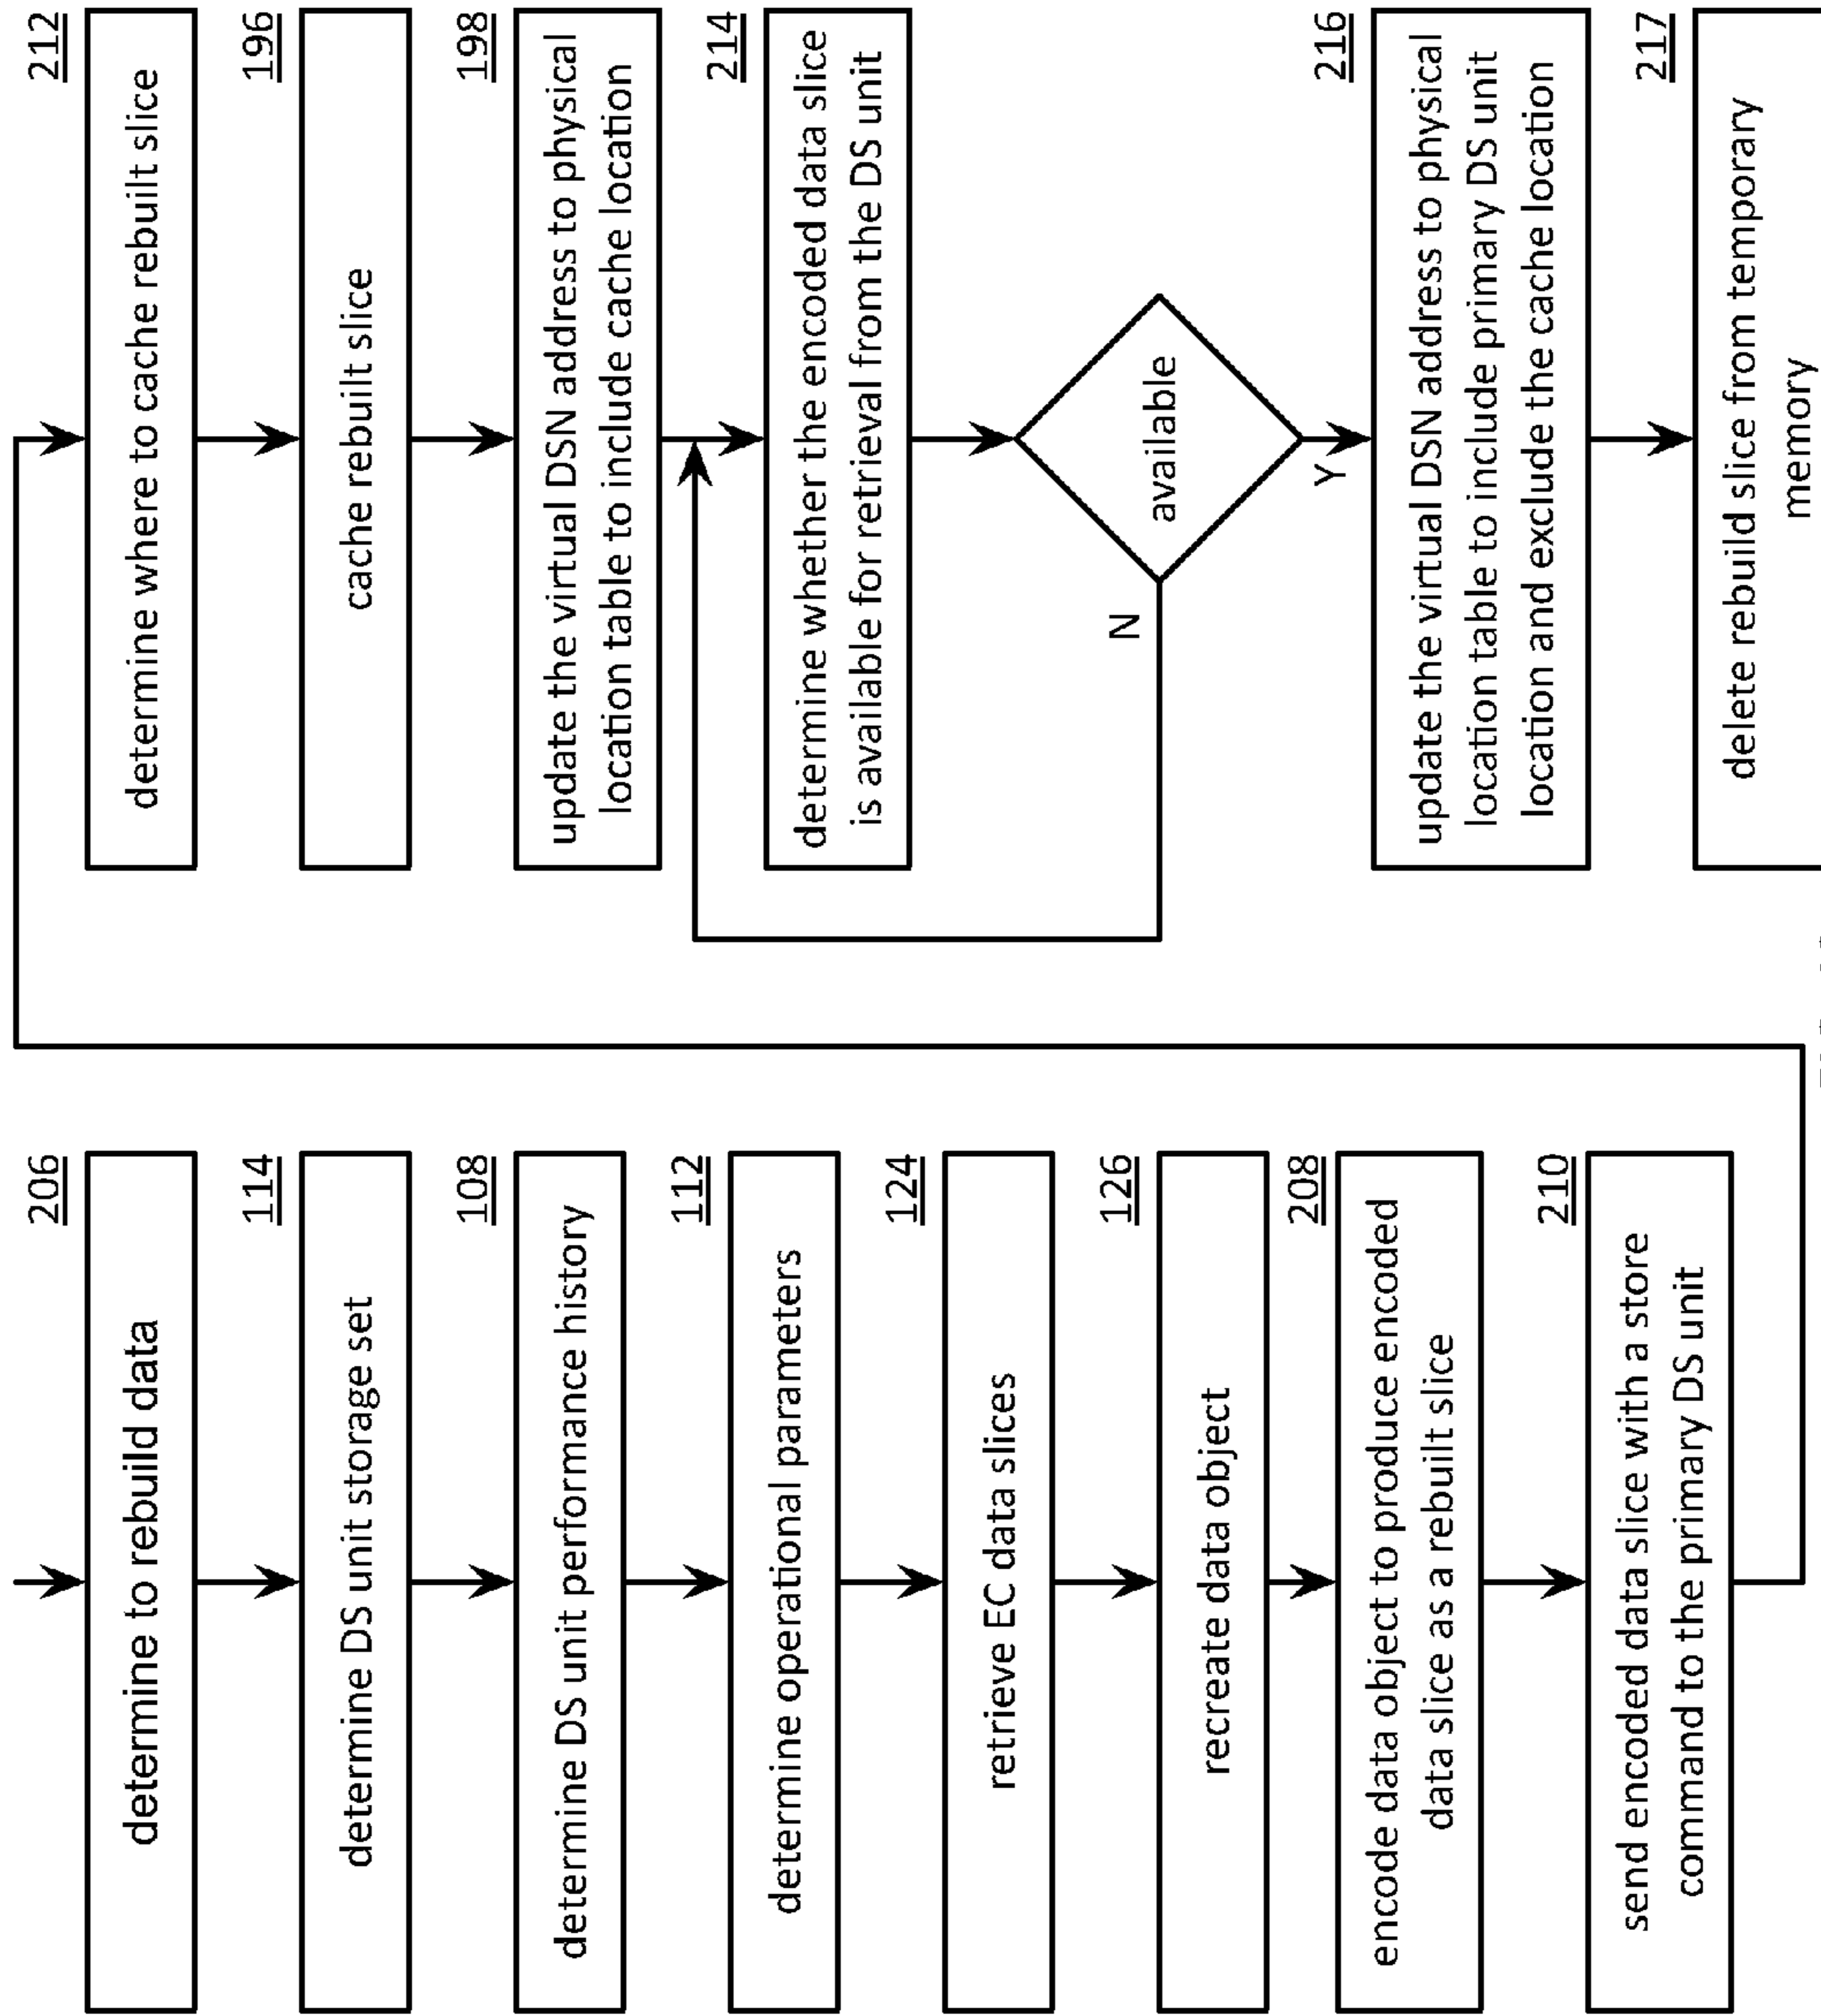 206
determine to rebuild data
114
determine DS unit storage set
108
determine DS unit performance history
112
determine operational parameters
124
retrieve EC data slices
126
recreate data object
208
encode data object to produce encoded
data slice as a rebuilt slice
210
send encoded data slice with a store
command to the primary DS unit
212
determine where to cache rebuilt slice
196
cache rebuilt slice
198
update the virtual DSN address to physical
location table to include cache location
214
determine whether the encoded data slice
is available for retrieval from the DS unit
available
N
Y
216
update the virtual DSN address to physical
location table to include primary DS unit
location and exclude the cache location
217
delete rebuild slice from temporary
memory